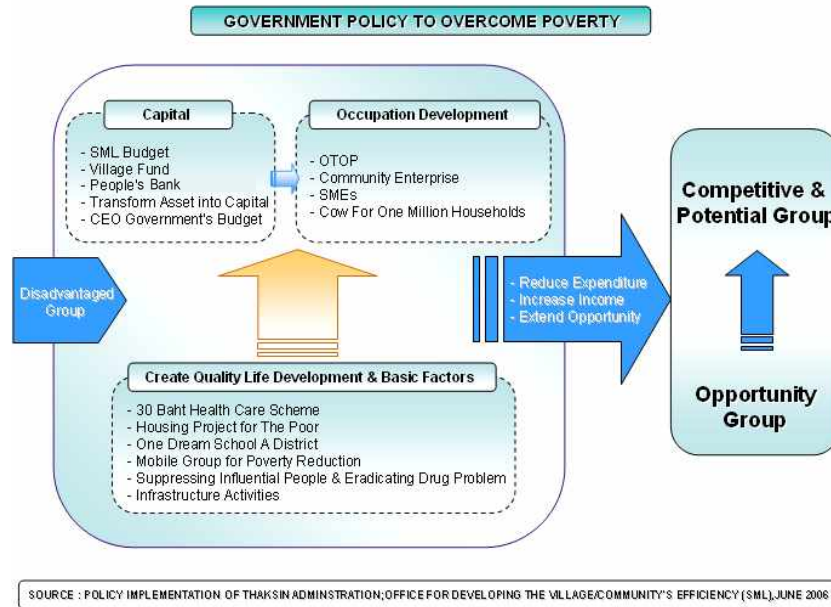 GOVERNMENT POLICY TO OVERCOME POVERTY
Capital
- SML Budget
- Village Fund
- People's Bank
- Transform Asset into Capital
- CEO Government's Budget
Occupation Development
- OTOP
- Community Enterprise
- SMEs
- Cow For One Million Households
Disadvantaged
Group
- Reduce Expenditure
- Increase Income
- Extend Opportunity
Competitive &
Potential Group
Opportunity
Group
Create Quality Life Development & Basic Factors
- 30 Baht Health Care Scheme
- Housing Project for The Poor
- One Dream School A District
- Mobile Group for Poverty Reduction
- Suppressing Influential People & Eradicating Drug Problem
- Infrastructure Activities
SOURCE : POLICY IMPLEMENTATION OF THAKSIN ADMINSTRATION;OFFICE FOR DEVELOPING THE VILLAGE/COMMUNITY'S EFFICIENCY (SML),JUNE 2006